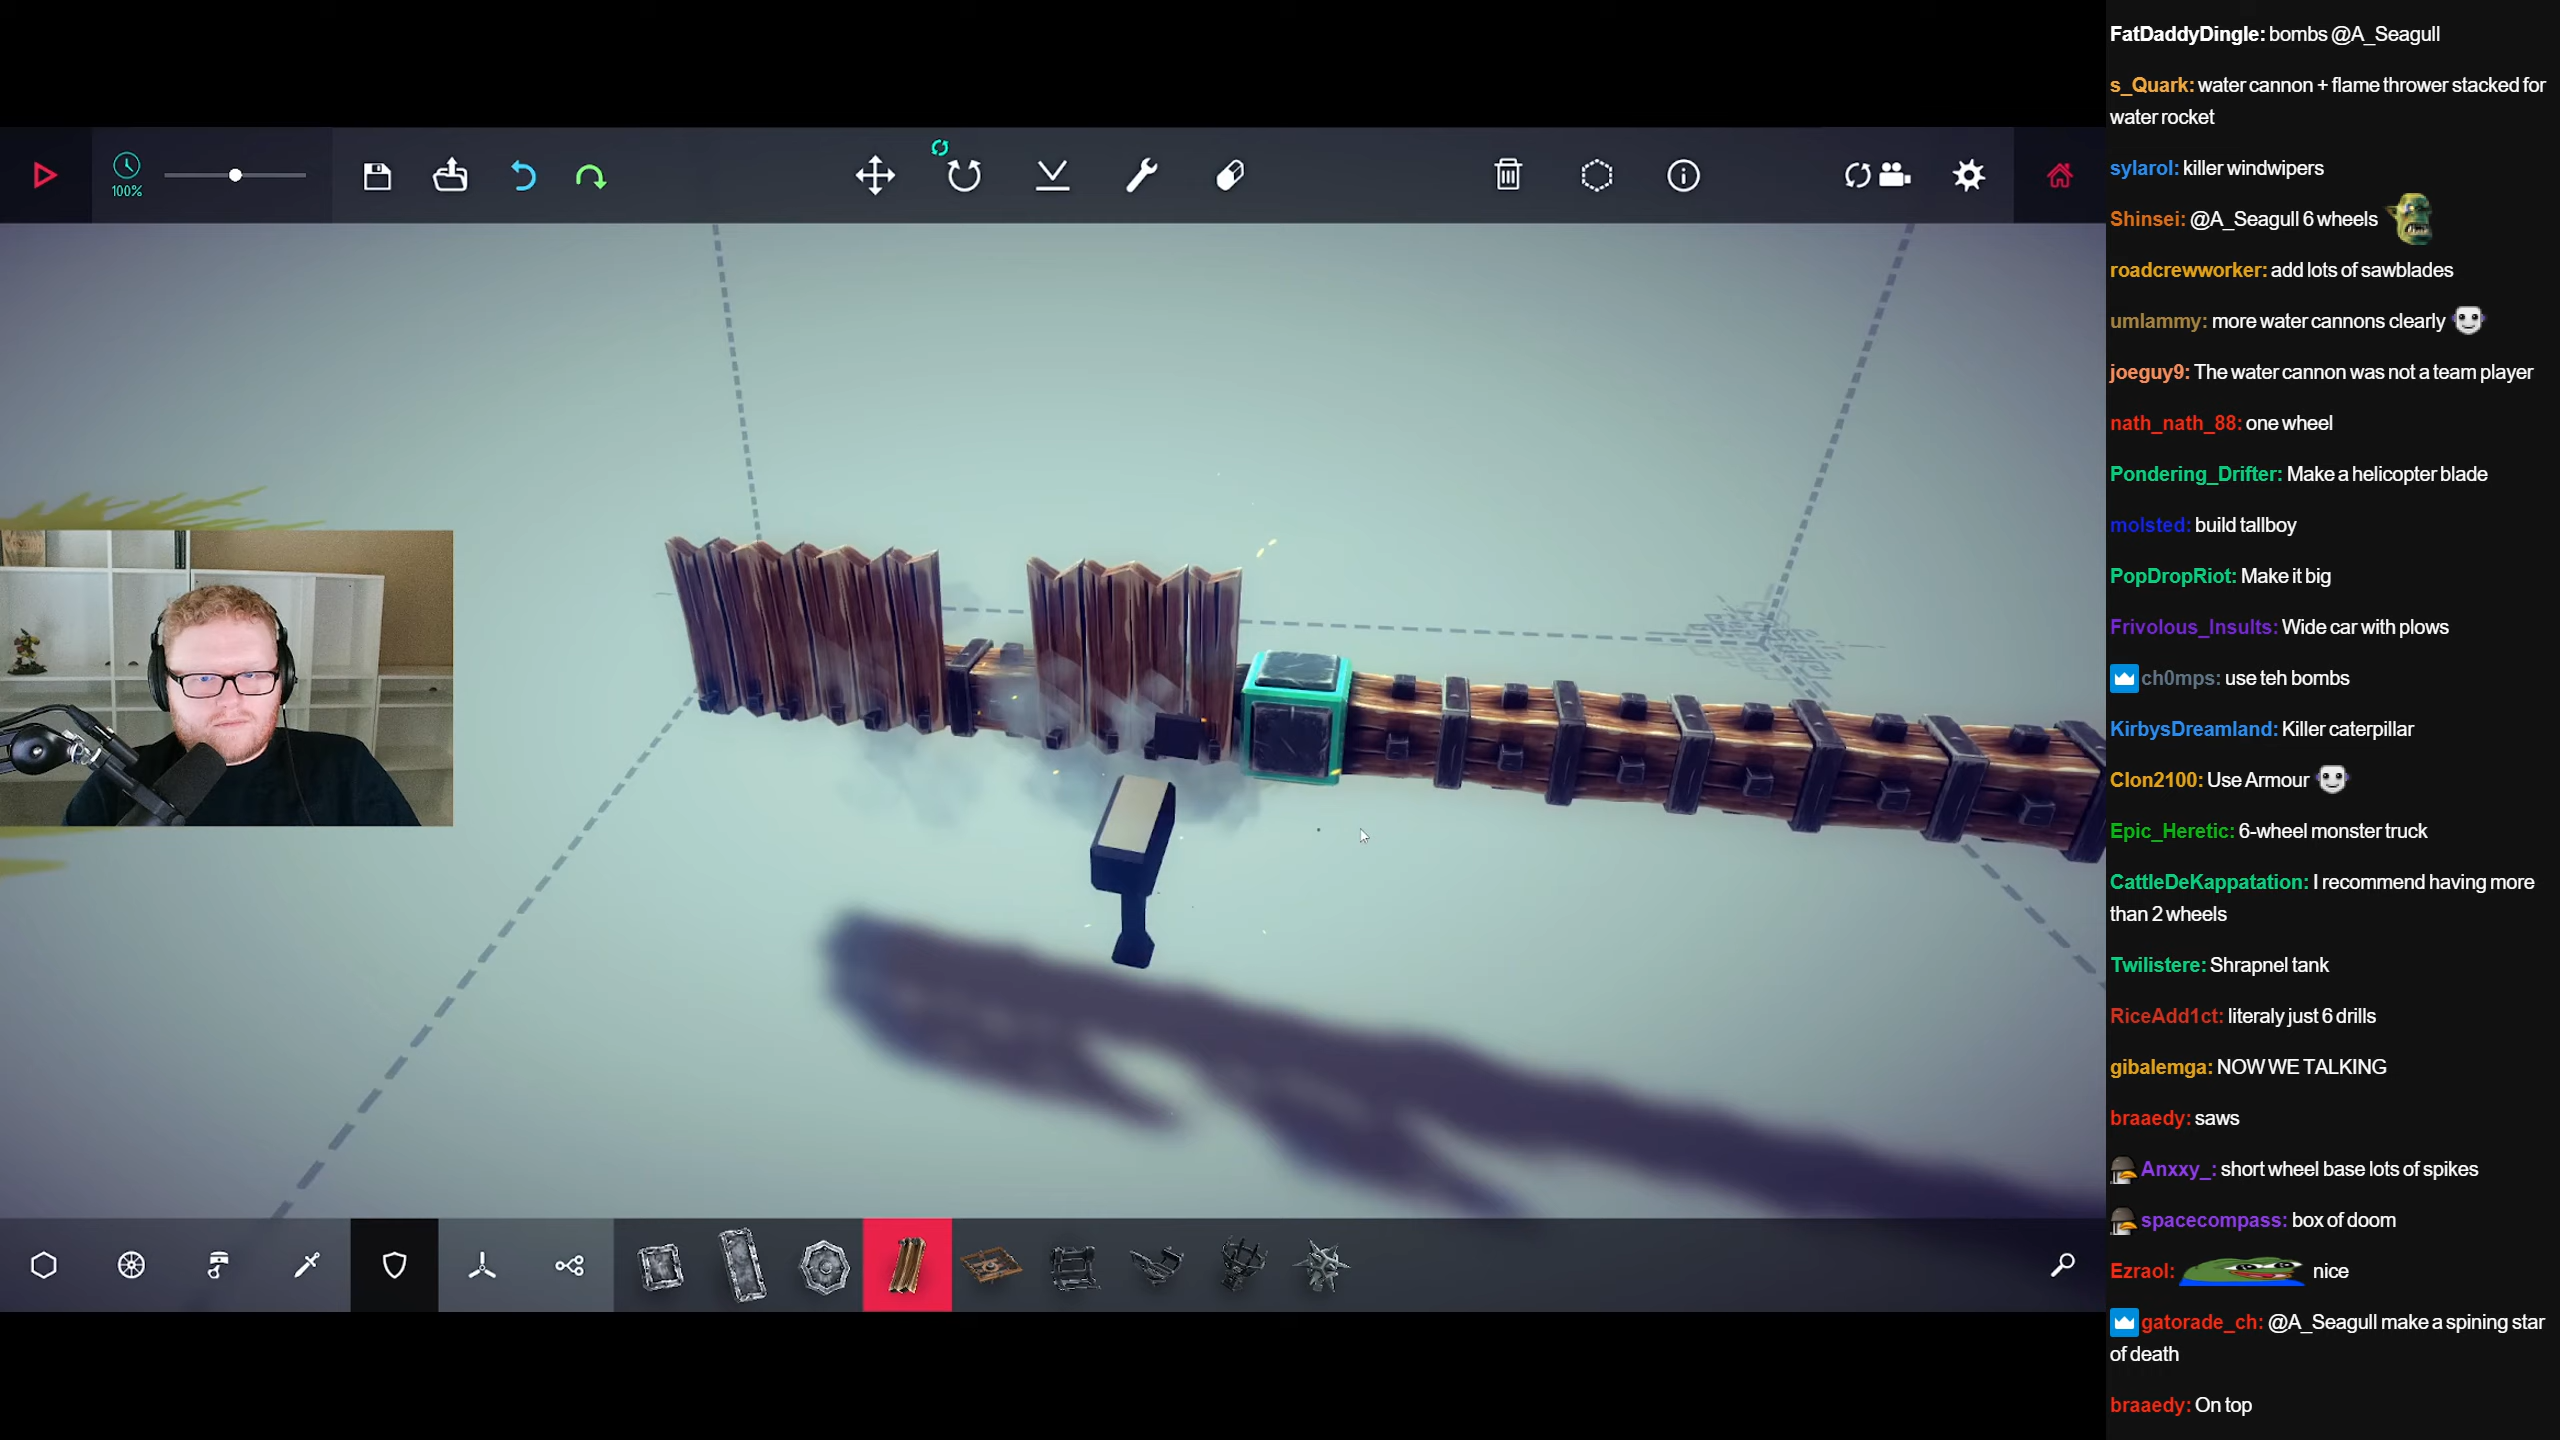 100%
FatDaddyDingle: bombs @A_Seagull
s_Quark: water cannon + flame thrower stacked for
water rocket
sylarol: killer windwipers
Shinsei: @A_Seagull 6 wheels
roadcrewworker: add lots of sawblades
umlammy: more water cannons clearly
joeguy9: The water cannon was not a team player
nath_nath_88: one wheel
Pondering_Drifter: Make a helicopter blade
molsted: build tallboy
PopDropRiot: Make it big
Frivolous_Insults: Wide car with plows
ch0mps: use teh bombs
KirbysDreamland: Killer caterpillar
Clon2100: Use Armour
Epic_Heretic: 6-wheel monster truck
CattleDeKappatation: I recommend having more
than 2 wheels
Twilistere: Shrapnel tank
RiceAdd1ct: literaly just 6 drills
gibalemga: NOW WE TALKING
braaedy: saws
Anxxy_: short wheel base lots of spikes
spacecompass: box of doom
Ezraol: nice
gatorade_ch: @A_Seagull make a spining star
of death
braaedy: On top